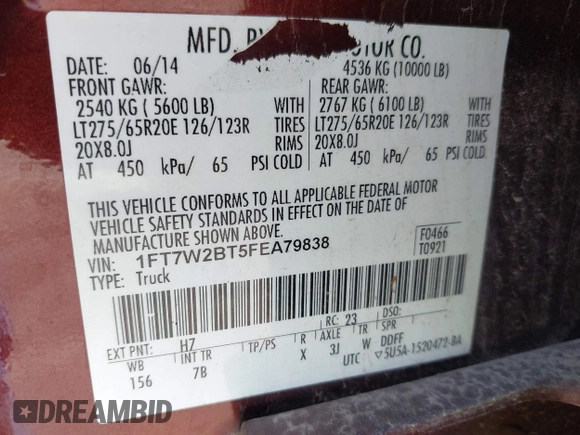 MFD. BY MOTOR CO.
DATE: 06/14 4536 KG (10000 LB)
FRONT GAWR: REAR GAWR:
2540 KG ( 5600 LB) WITH 2767 KG ( 6100 LB) WITH
LT275/65R20E 126/123R TIRES LT275/65R20E 126/123R TIRES
20X8.0J RIMS 20X8.0J RIMS
AT 450 kPa/ 65 PSI COLD AT 450 kPa/ 65 PSI COLD
THIS VEHICLE CONFORMS TO ALL APPLICABLE FEDERAL MOTOR
VEHICLE SAFETY STANDARDS IN EFFECT ON THE DATE OF
MANUFACTURE SHOWN ABOVE.
VIN: 1FT7W2BT5FEA79838 F0466
TYPE: Truck T0921
EXT PNT: H7 RC: 23 DSO:
WB INT TR TP/PS R AXLE TR SPR
156 7B X 3J W DDFF
UTC ▽5U5A-1520472-BA
DREAMBID